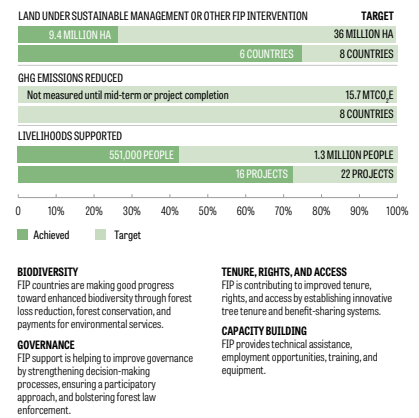 LAND UNDER SUSTAINABLE MANAGEMENT OR OTHER FIP INTERVENTION TARGET
9.4 MILLION HA 36 MILLION HA
6 COUNTRIES 8 COUNTRIES
GHG EMISSIONS REDUCED
Not measured until mid-term or project completion 15.7 MTCO₂E
8 COUNTRIES
LIVELIHOODS SUPPORTED
551,000 PEOPLE 1.3 MILLION PEOPLE
16 PROJECTS 22 PROJECTS
0 10% 20% 30% 40% 50% 60% 70% 80% 90% 100%
Achieved Target
BIODIVERSITY
FIP countries are making good progress
toward enhanced biodiversity through forest
loss reduction, forest conservation, and
payments for environmental services.
GOVERNANCE
FIP support is helping to improve governance
by strengthening decision-making
processes, ensuring a participatory
approach, and bolstering forest law
enforcement.
TENURE, RIGHTS, AND ACCESS
FIP is contributing to improved tenure,
rights, and access by establishing innovative
tree tenure and benefit-sharing systems.
CAPACITY BUILDING
FIP provides technical assistance,
employment opportunities, training, and
equipment.